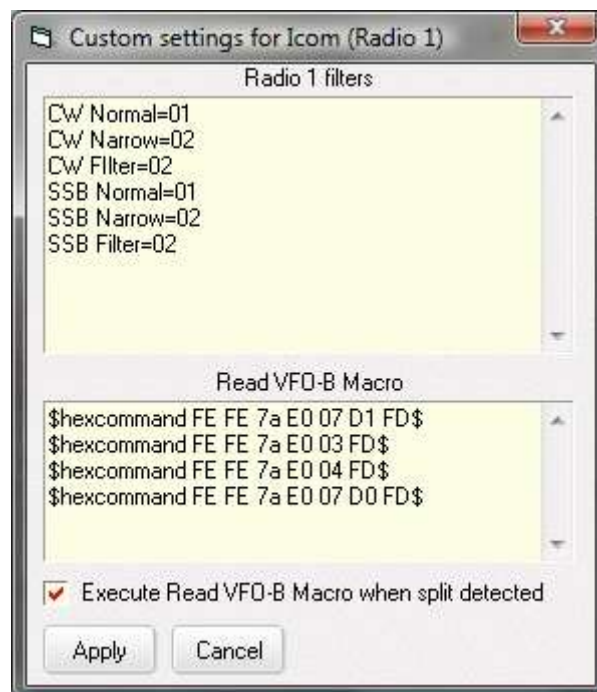 Custom settings for Icom (Radio 1)
Radio 1 filters
CW Normal=01
CW Narrow=02
CW FIlter=02
SSB Normal=01
SSB Narrow=02
SSB Filter=02
Read VFO-B Macro
$hexcommand FE FE 7a E0 07 D1 FD$
$hexcommand FE FE 7a E0 03 FD$
$hexcommand FE FE 7a E0 04 FD$
$hexcommand FE FE 7a E0 07 D0 FD$
Execute Read VFO-B Macro when split detected
Apply Cancel